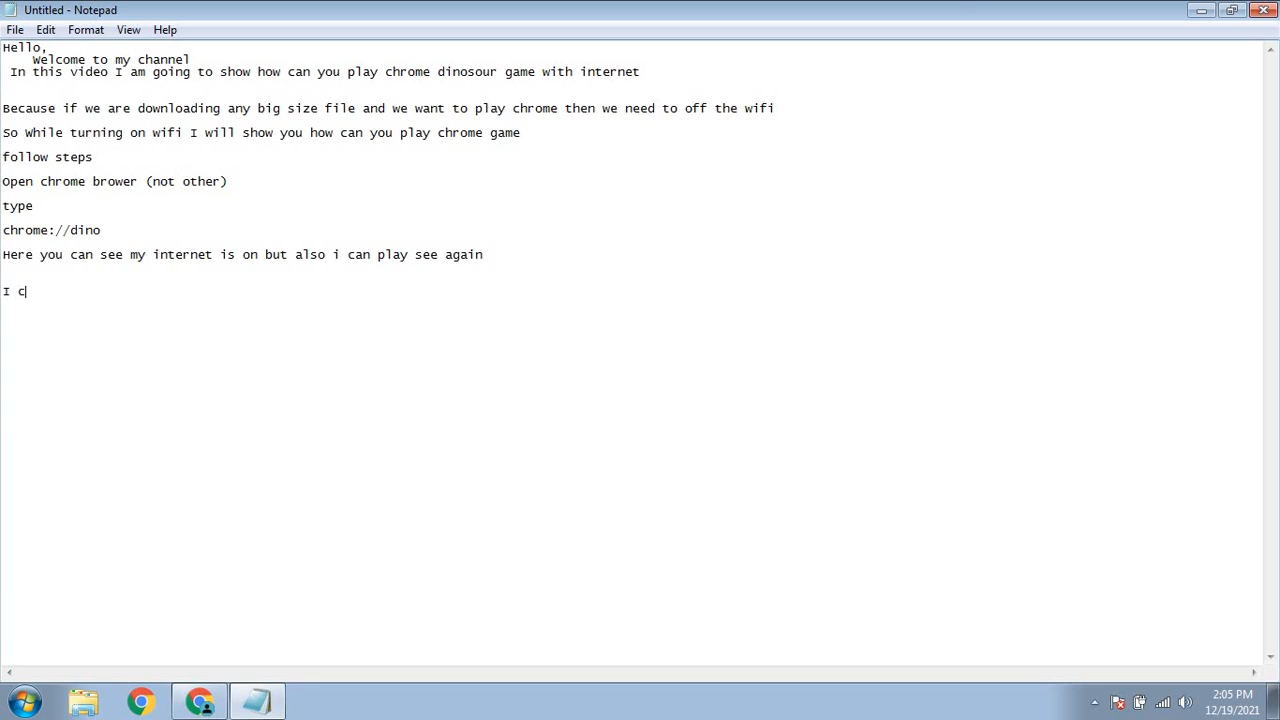 Untitled - Notepad
File Edit Format View Help
Hello,
Welcome to my channel
In this video I am going to show how can you play chrome dinosour game with internet
Because if we are downloading any big size file and we want to play chrome then we need to off the wifi
So While turning on wifi I will show you how can you play chrome game
follow steps
Open chrome brower (not other)
type
chrome://dino
Here you can see my internet is on but also i can play see again
I c
2:05 PM
12/19/2021